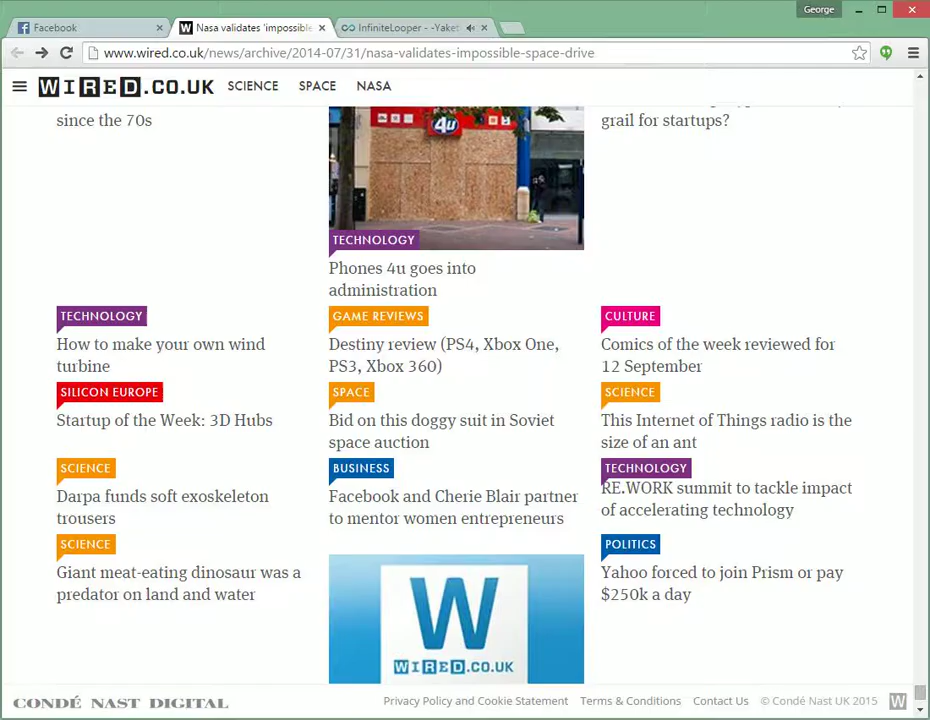 George
Facebook
Nasa validates 'impossible
InfiniteLooper - -Yaket
www.wired.co.uk/news/archive/2014-07/31/nasa-validates-impossible-space-drive
WIRED.CO.UK SCIENCE SPACE NASA
since the 70s
grail for startups?
4u
TECHNOLOGY
Phones 4u goes into
administration
TECHNOLOGY
How to make your own wind
turbine
GAME REVIEWS
Destiny review (PS4, Xbox One,
PS3, Xbox 360)
CULTURE
Comics of the week reviewed for
12 September
SILICON EUROPE
Startup of the Week: 3D Hubs
SPACE
Bid on this doggy suit in Soviet
space auction
SCIENCE
This Internet of Things radio is the
size of an ant
SCIENCE
Darpa funds soft exoskeleton
trousers
BUSINESS
Facebook and Cherie Blair partner
to mentor women entrepreneurs
TECHNOLOGY
RE.WORK summit to tackle impact
of accelerating technology
SCIENCE
Giant meat-eating dinosaur was a
predator on land and water
W
WIRED.CO.UK
POLITICS
Yahoo forced to join Prism or pay
$250k a day
CONDÉ NAST DIGITAL
Privacy Policy and Cookie Statement Terms & Conditions Contact Us © Condé Nast UK 2015 W